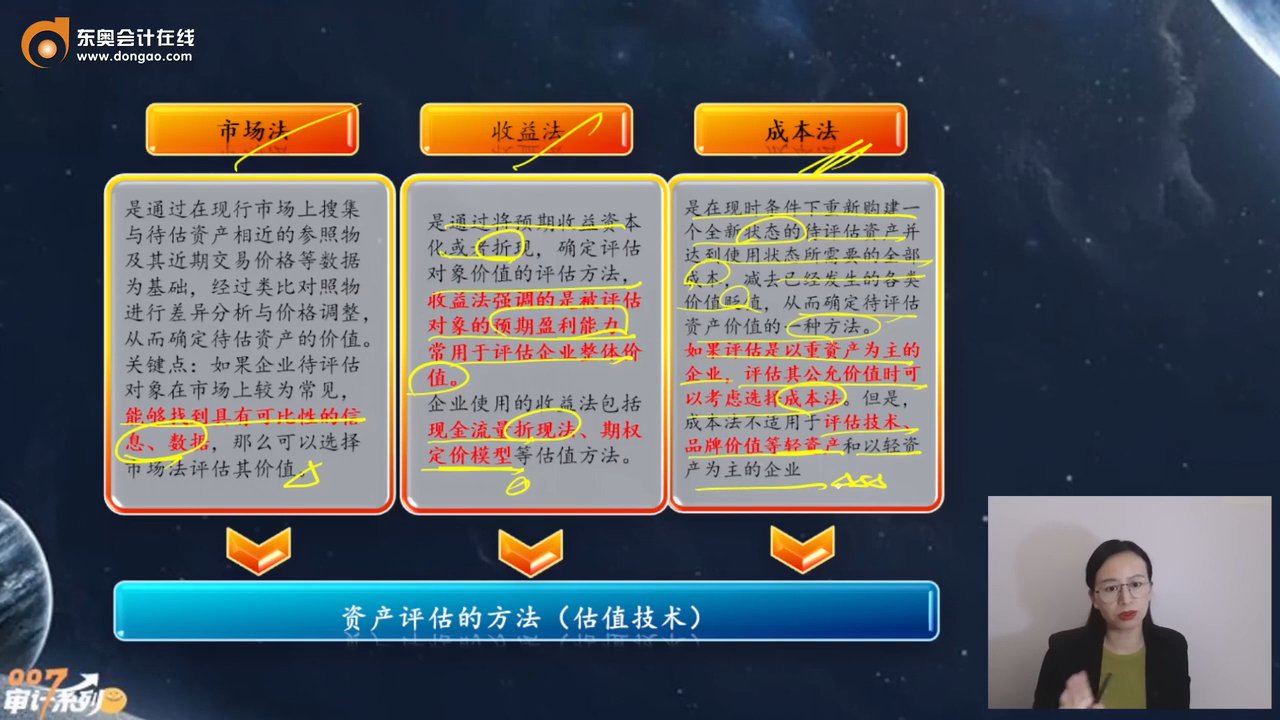 东奥会计在线
www.dongao.com
市场法
收益法
成本法
是通过在现行市场上搜集
与待估资产相近的参照物
及其近期交易价格等数据
为基础，经过类比对照物
进行差异分析与价格调整，
从而确定待估资产的价值。
关键点：如果企业待评估
对象在市场上较为常见，
能够找到具有可比性的信
息、数据，那么可以选择
市场法评估其价值。
是通过将预期收益资本
化或者折现，确定评估
对象价值的评估方法，
收益法强调的是被评估
对象的预期盈利能力，
常用于评估企业整体价
值。
企业使用的收益法包括
现金流量折现法、期权
定价模型等估值方法。
是在现时条件下重新购建一
个全新状态的待评估资产并
达到使用状态所需要的全部
成本，减去已经发生的各类
价值贬值，从而确定待评估
资产价值的一种方法。
如果评估是以重资产为主的
企业，评估其公允价值时可
以考虑选择成本法。但是，
成本法不适用于评估技术、
品牌价值等轻资产和以轻资
产为主的企业
资产评估的方法（估值技术）
007
审计系列